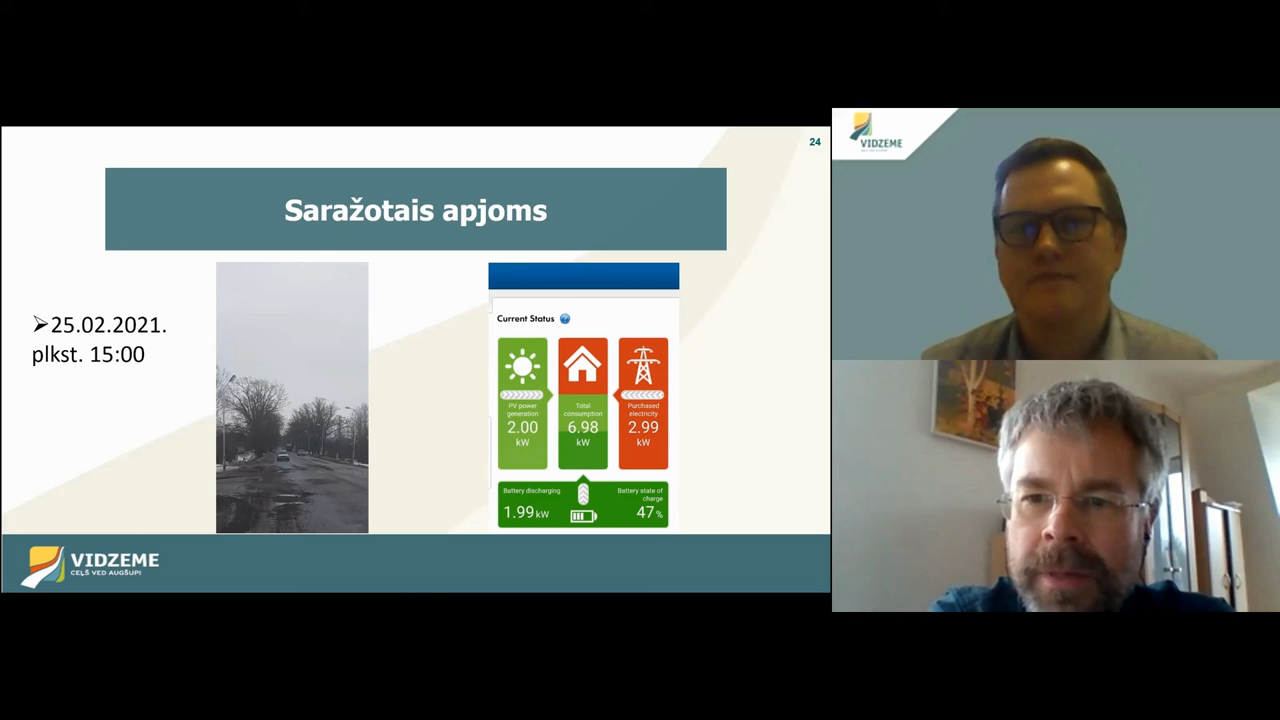 24
Saražotais apjoms
➢25.02.2021.
plkst. 15:00
Current Status ?
PV power
generation
2.00
kW
Total
consumption
6.98
kW
Purchased
electricity
2.99
kW
Battery discharging
1.99 kW
Battery state of
charge
47 %
VIDZEME
CEĻŠ VED AUGŠUP!
VIDZEME